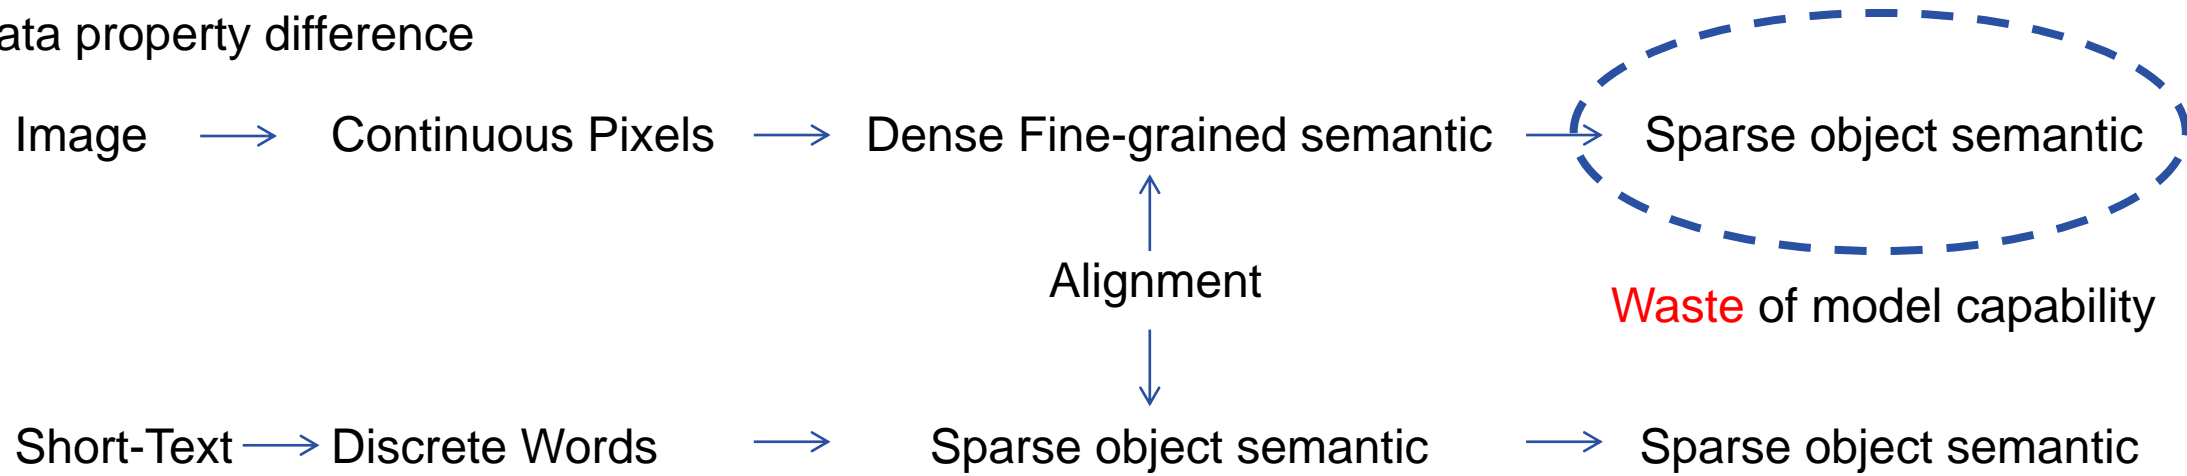 ata property difference
Image Continuous Pixels Dense Fine-grained semantic Sparse object semantic
Alignment
Waste of model capability
Short-Text Discrete Words Sparse object semantic Sparse object semantic